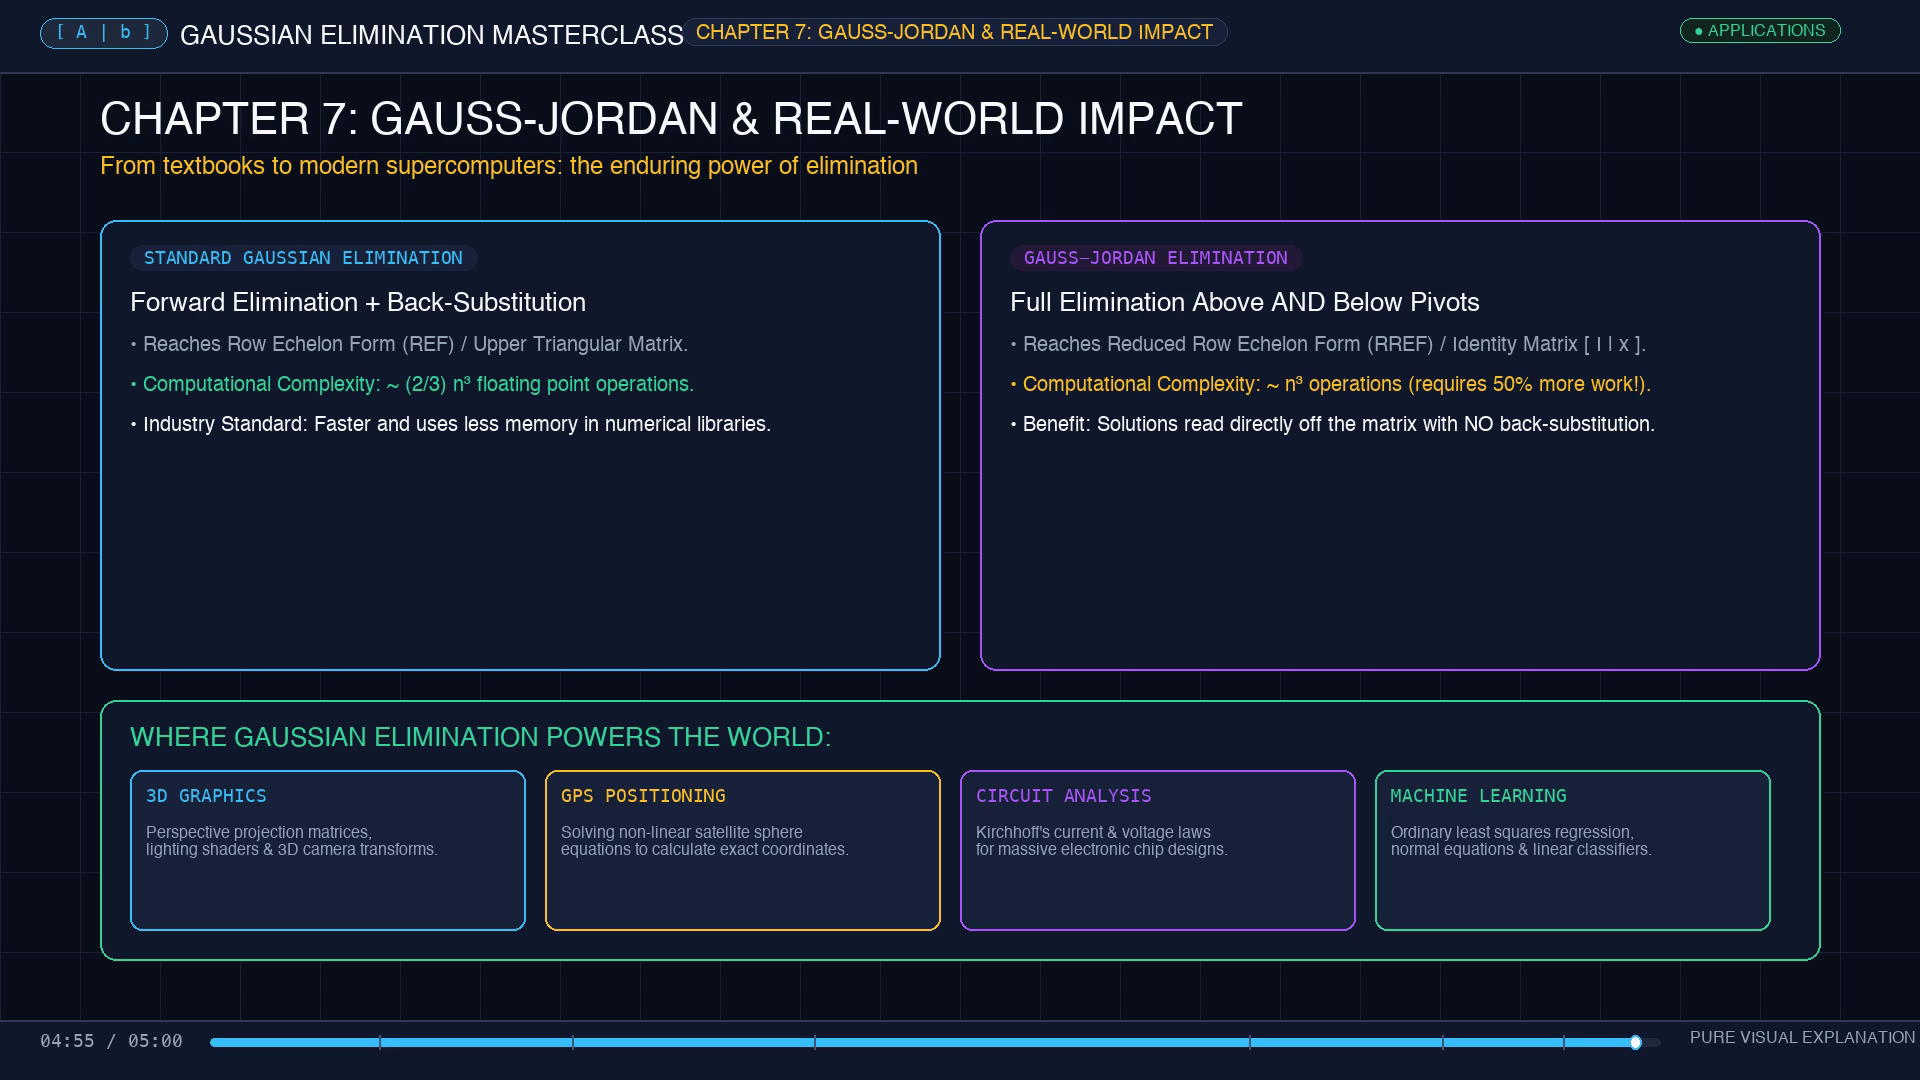 [ A | b ]
GAUSSIAN ELIMINATION MASTERCLASS
CHAPTER 7: GAUSS-JORDAN & REAL-WORLD IMPACT
● APPLICATIONS
CHAPTER 7: GAUSS-JORDAN & REAL-WORLD IMPACT
From textbooks to modern supercomputers: the enduring power of elimination
STANDARD GAUSSIAN ELIMINATION
Forward Elimination + Back-Substitution
• Reaches Row Echelon Form (REF) / Upper Triangular Matrix.
• Computational Complexity: ~ (2/3) n³ floating point operations.
• Industry Standard: Faster and uses less memory in numerical libraries.
GAUSS–JORDAN ELIMINATION
Full Elimination Above AND Below Pivots
• Reaches Reduced Row Echelon Form (RREF) / Identity Matrix [ I | x ].
• Computational Complexity: ~ n³ operations (requires 50% more work!).
• Benefit: Solutions read directly off the matrix with NO back-substitution.
WHERE GAUSSIAN ELIMINATION POWERS THE WORLD:
3D GRAPHICS
Perspective projection matrices,
lighting shaders & 3D camera transforms.
GPS POSITIONING
Solving non-linear satellite sphere
equations to calculate exact coordinates.
CIRCUIT ANALYSIS
Kirchhoff's current & voltage laws
for massive electronic chip designs.
MACHINE LEARNING
Ordinary least squares regression,
normal equations & linear classifiers.
04:55 / 05:00
PURE VISUAL EXPLANATION